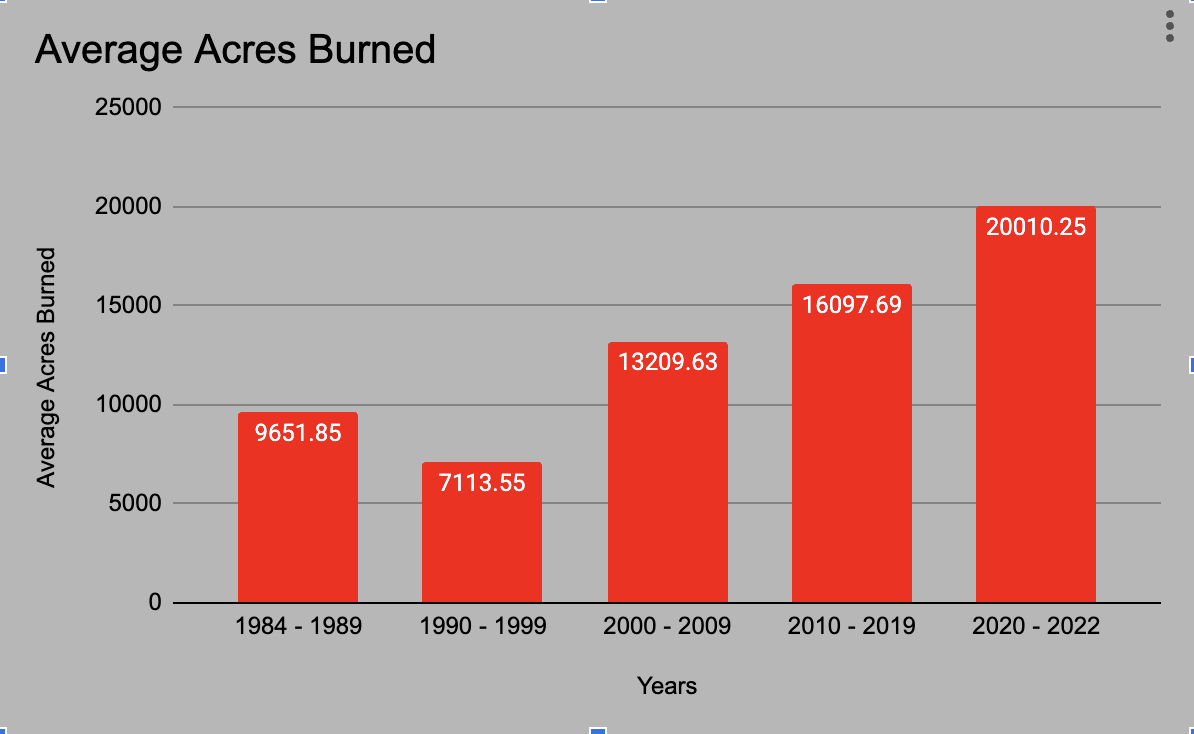 Average Acres Burned
25000
20000
15000
10000
5000
0
Average Acres Burned
9651.85
7113.55
13209.63
16097.69
20010.25
1984 - 1989
1990 - 1999
2000 - 2009
2010 - 2019
2020 - 2022
Years